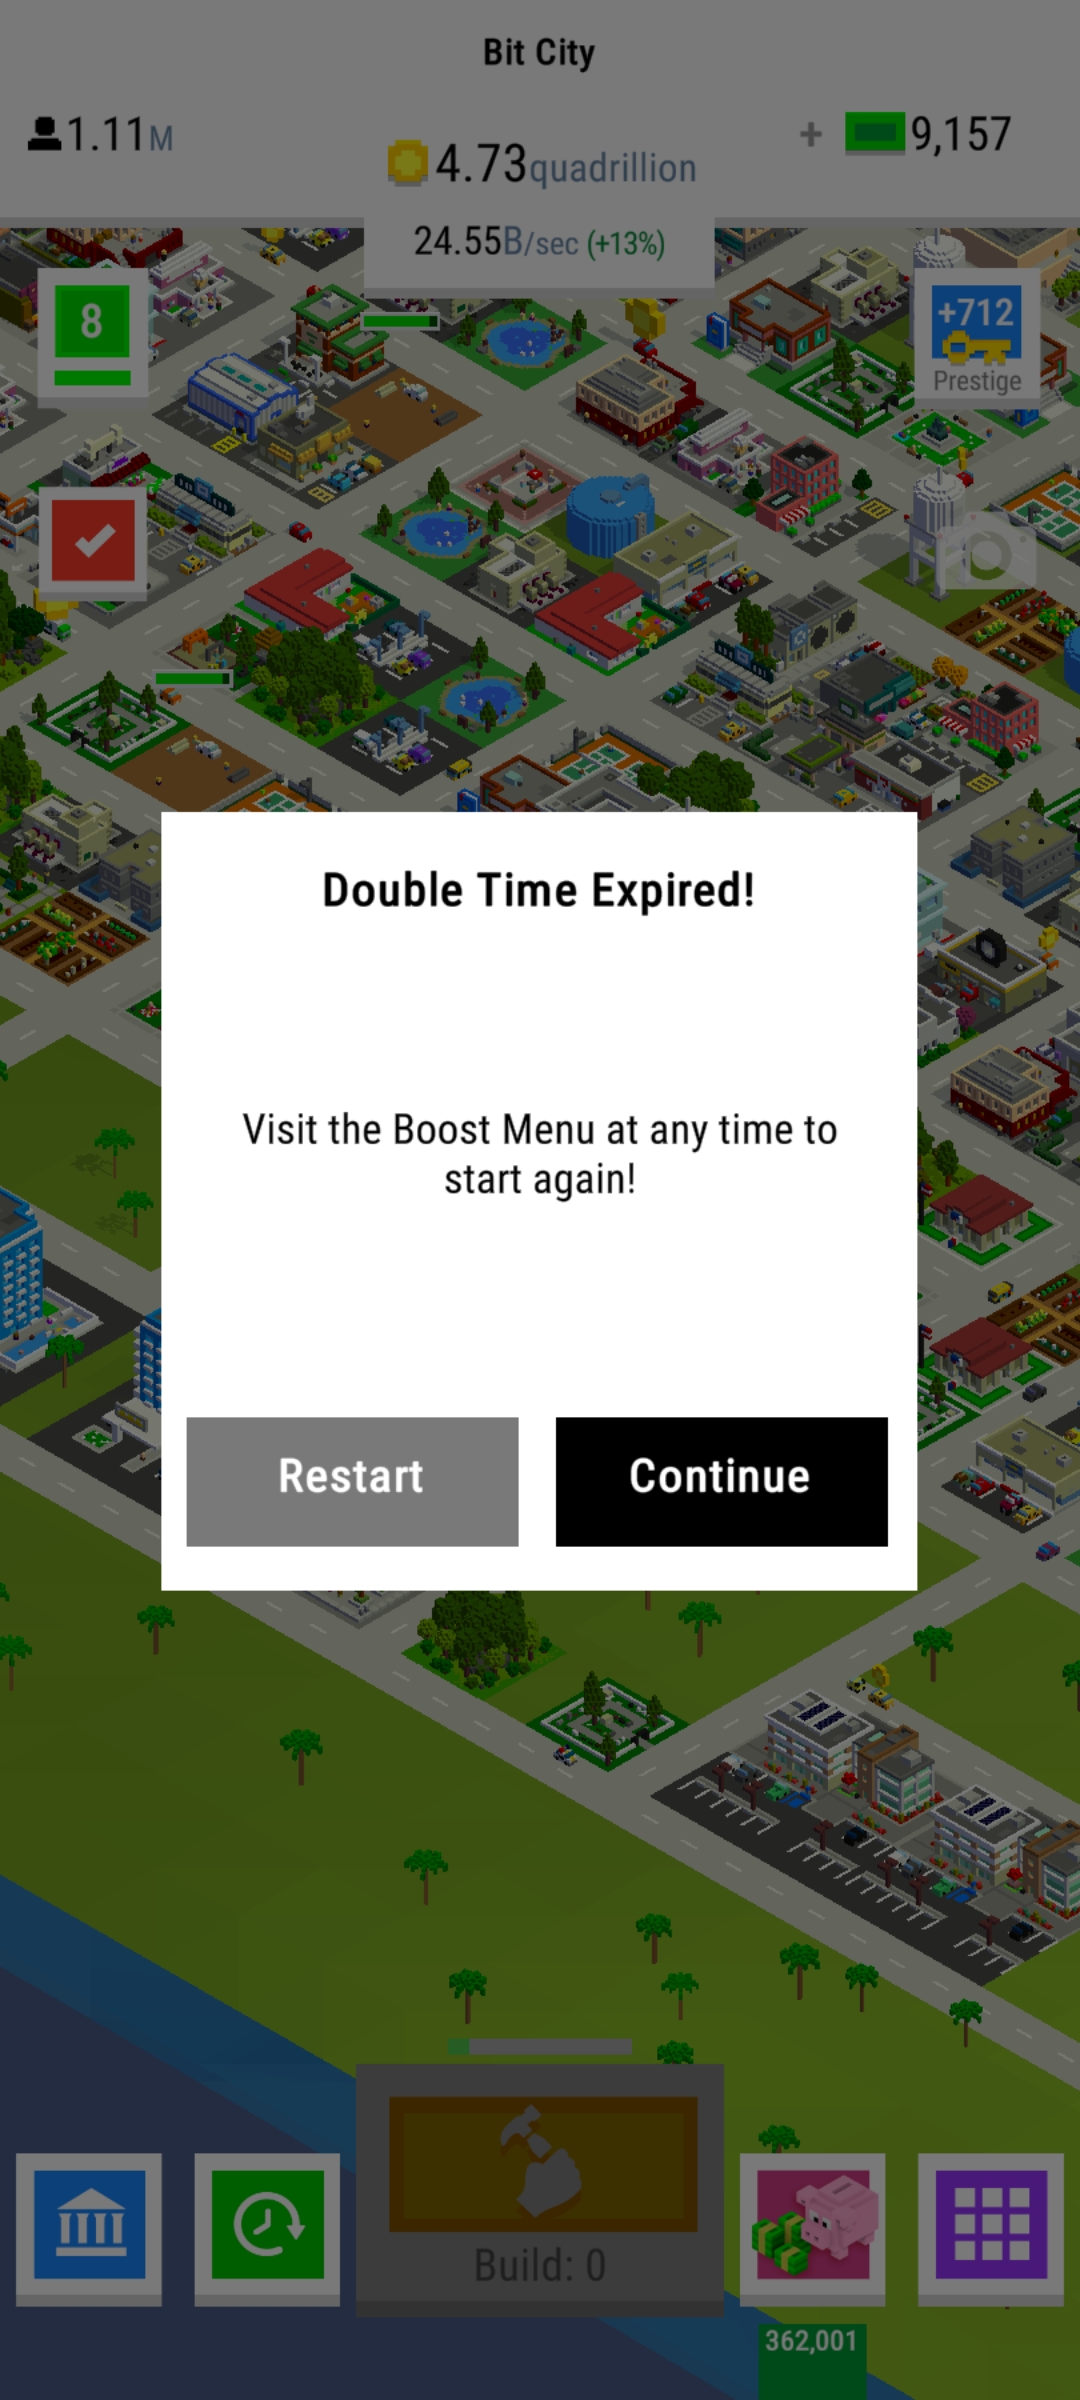 Bit City
1.11M
4.73quadrillion
+ 9,157
24.55B/sec (+13%)
8
+712
Prestige
Double Time Expired!
Visit the Boost Menu at any time to
start again!
Restart
Continue
Build: 0
362,001